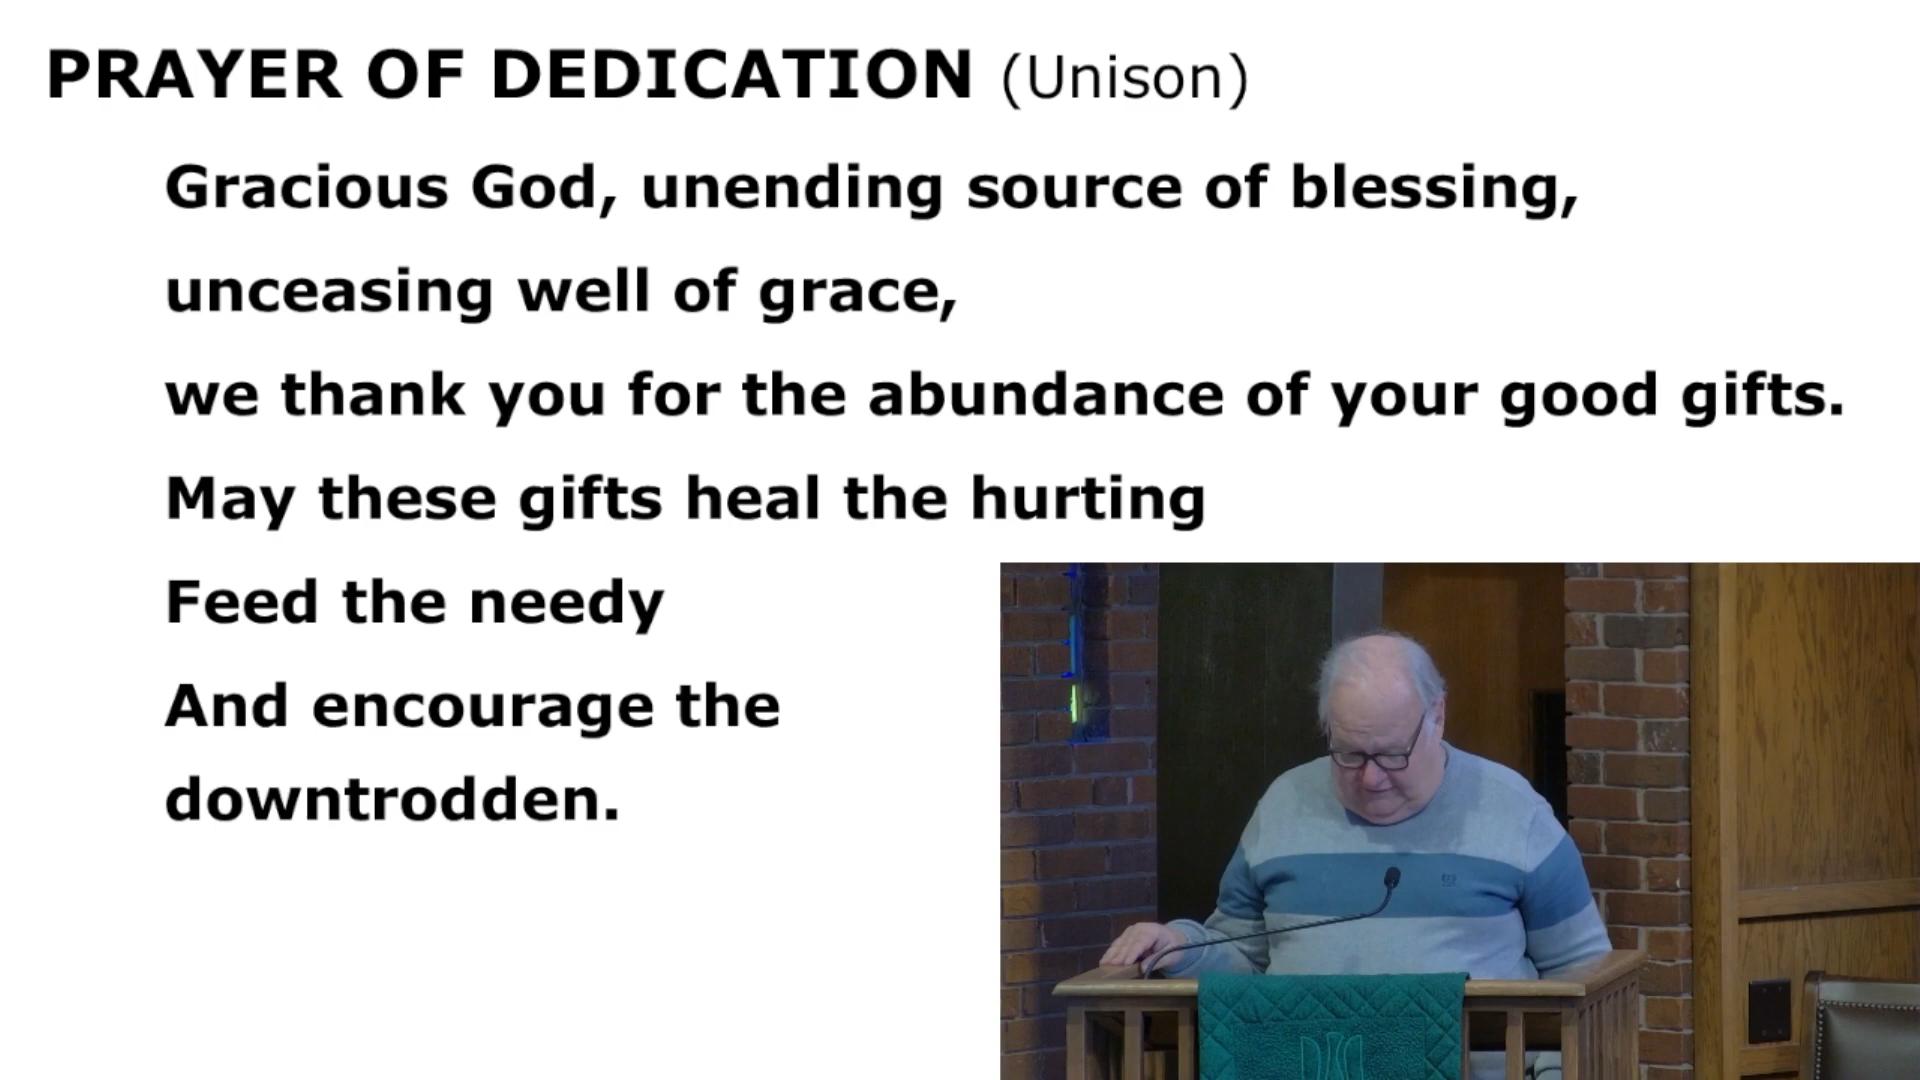 PRAYER OF DEDICATION (Unison)
Gracious God, unending source of blessing,
unceasing well of grace,
we thank you for the abundance of your good gifts.
May these gifts heal the hurting
Feed the needy
And encourage the
downtrodden.